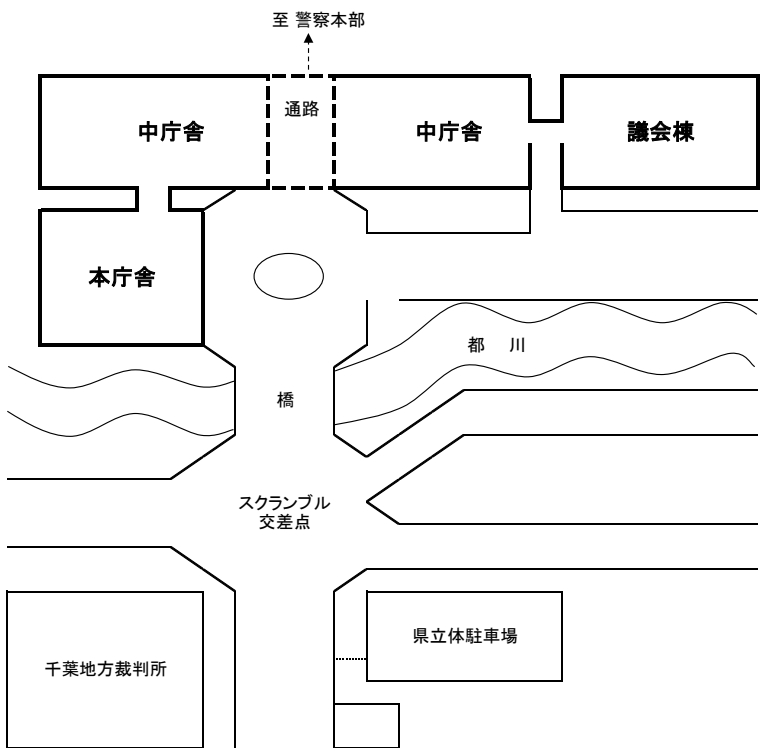 至 警察本部
通路
中庁舎
中庁舎
議会棟
本庁舎
都 川
橋
スクランブル
交差点
県立体駐車場
千葉地方裁判所